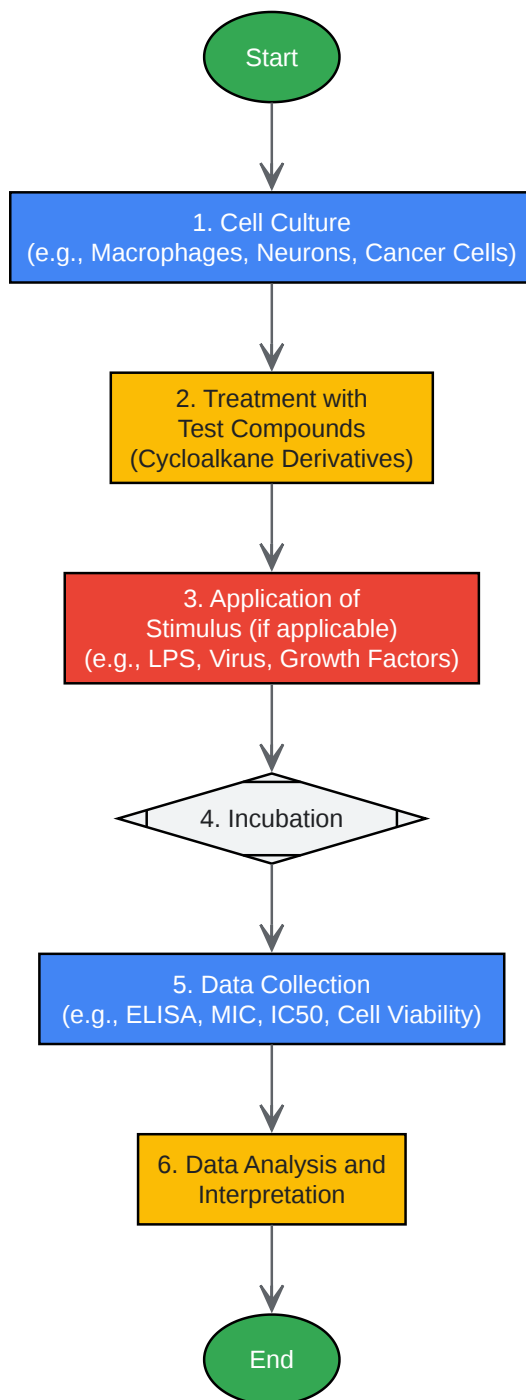 Start
1. Cell Culture
(e.g., Macrophages, Neurons, Cancer Cells)
2. Treatment with
Test Compounds
(Cycloalkane Derivatives)
3. Application of
Stimulus (if applicable)
(e.g., LPS, Virus, Growth Factors)
4. Incubation
5. Data Collection
(e.g., ELISA, MIC, IC50, Cell Viability)
6. Data Analysis and
Interpretation
End